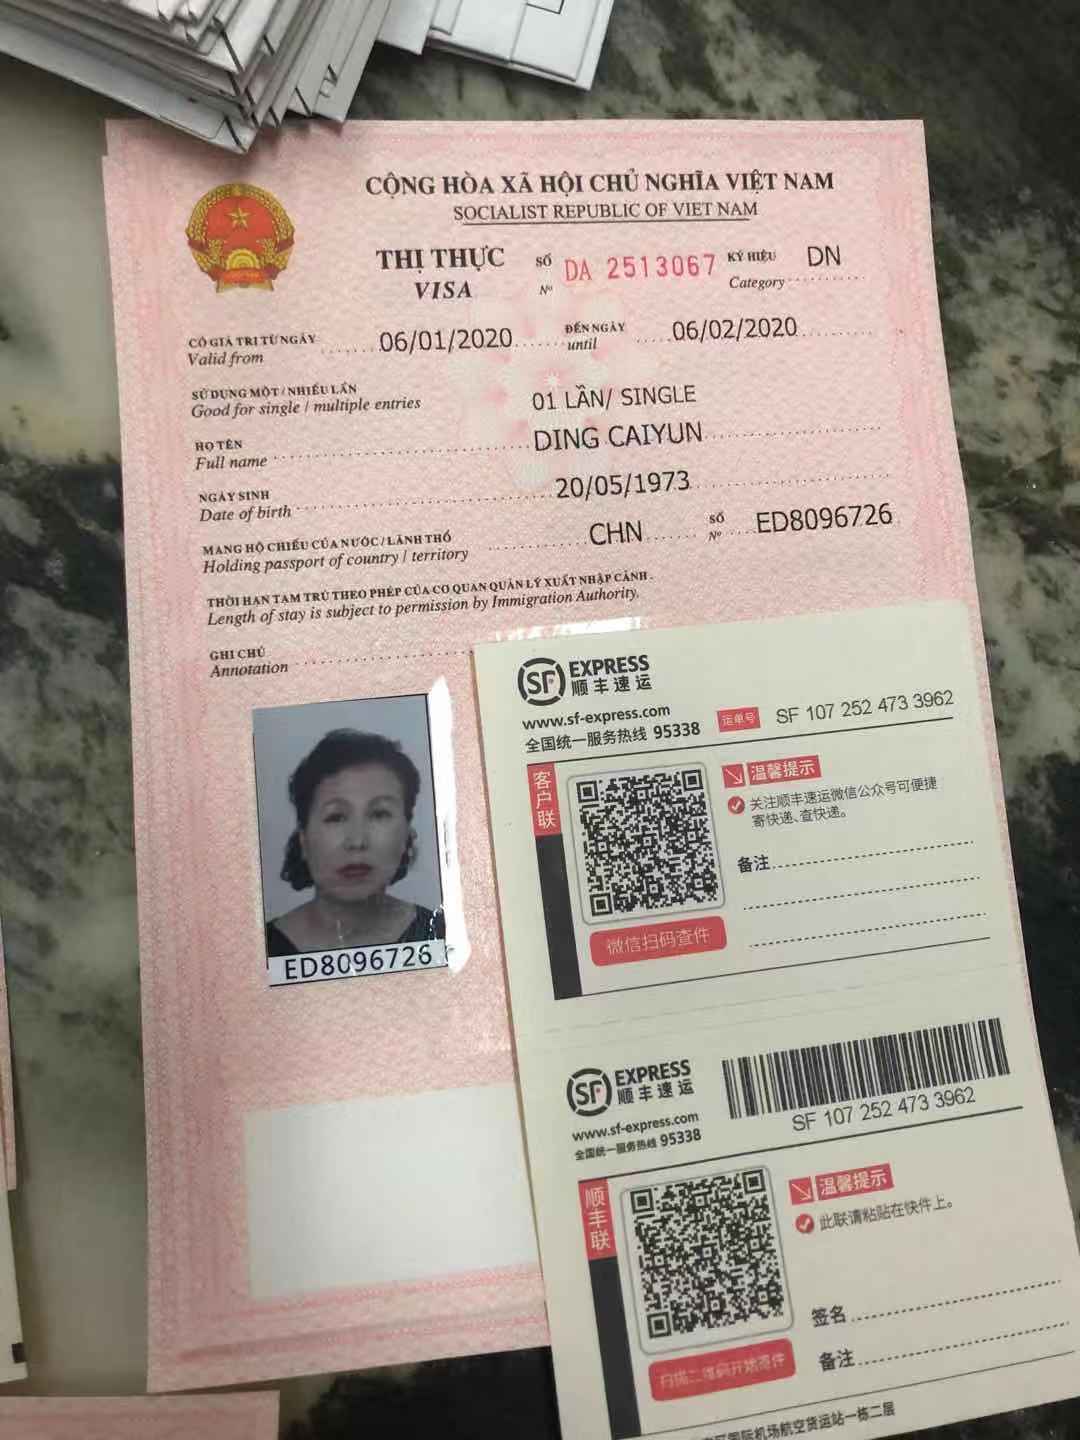 CỘNG HÒA XÃ HỘI CHỦ NGHĨA VIỆT NAM
SOCIALIST REPUBLIC OF VIET NAM
THỊ THỰC SỐ DA 2513067 KÝ HIỆU DN
VISA Nº Category
CÓ GIÁ TRỊ TỪ NGÀY 06/01/2020 ĐẾN NGÀY 06/02/2020
Valid from until
SỬ DỤNG MỘT / NHIỀU LẦN 01 LẦN/ SINGLE
Good for single / multiple entries
HỌ TÊN DING CAIYUN
Full name
NGÀY SINH 20/05/1973
Date of birth
MANG HỘ CHIẾU CỦA NƯỚC / LÃNH THỔ CHN SỐ ED8096726
Holding passport of country / territory Nº
THỜI HẠN TẠM TRÚ THEO PHÉP CỦA CƠ QUAN QUẢN LÝ XUẤT NHẬP CẢNH.
Length of stay is subject to permission by Immigration Authority.
GHI CHÚ
Annotation
ED8096726
SF EXPRESS
顺丰速运
www.sf-express.com 运单号 SF 107 252 473 3962
全国统一服务热线 95338
客户联
温馨提示
关注顺丰速运微信公众号可便捷
寄快递、查快递。
备注
微信扫码查件
SF EXPRESS
顺丰速运
SF 107 252 473 3962
www.sf-express.com
全国统一服务热线 95338
顺丰联
温馨提示
此联请粘贴在快件上。
签名
备注
扫描二维码开始寄件
国际机场航空货运站一栋二层